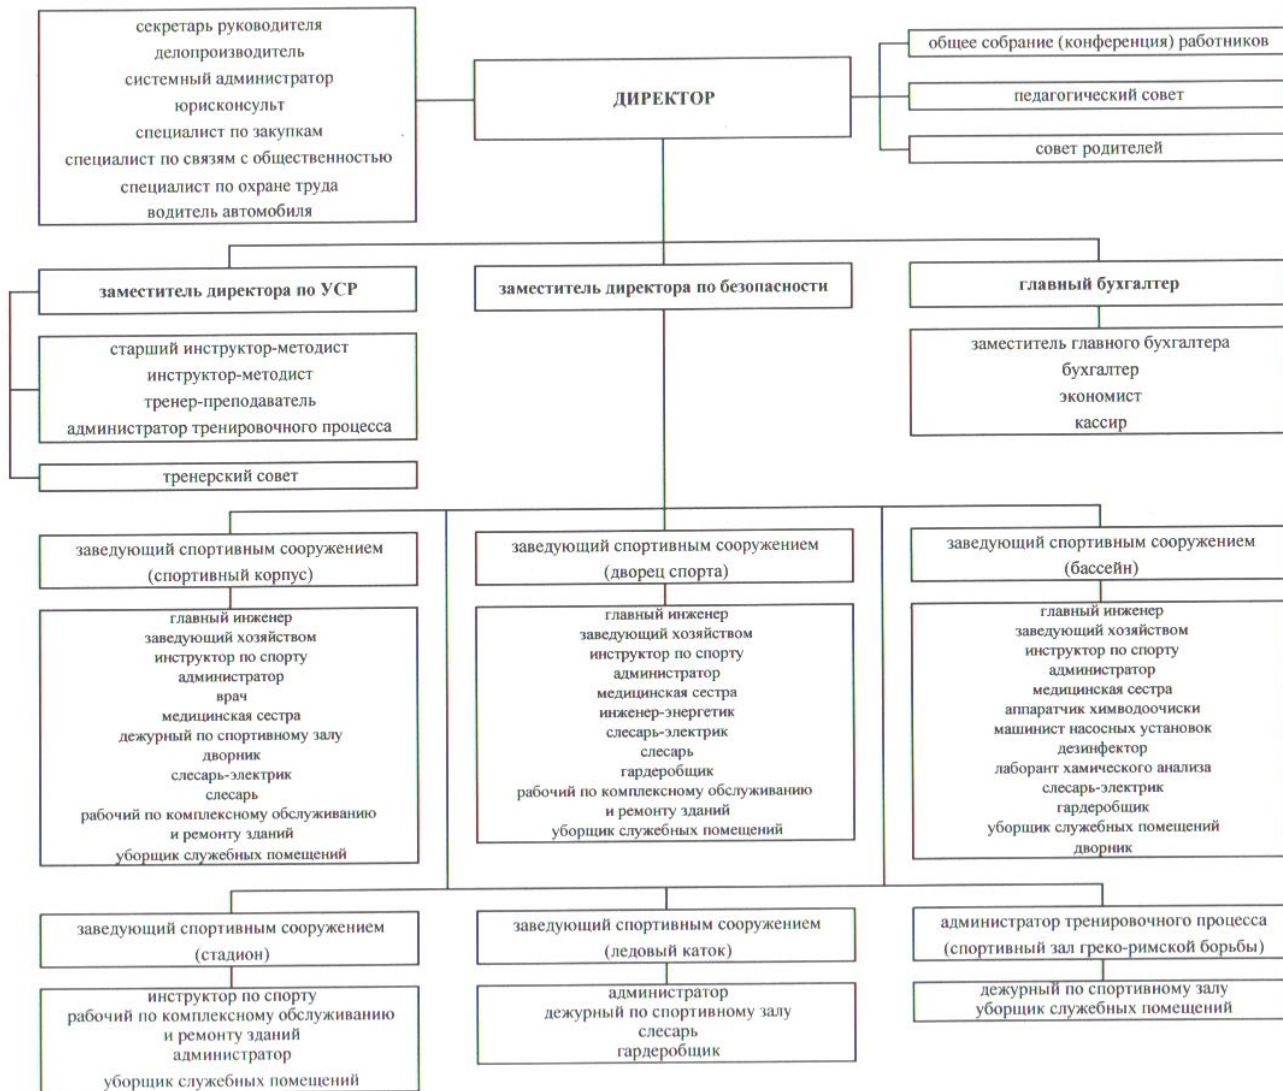 секретарь руководителя
делопроизводитель
системный администратор
юрисконсульт
специалист по закупкам
специалист по связям с общественностью
специалист по охране труда
водитель автомобиля
ДИРЕКТОР
общее собрание (конференция) работников
педагогический совет
совет родителей
заместитель директора по УСР
заместитель директора по безопасности
главный бухгалтер
старший инструктор-методист
инструктор-методист
тренер-преподаватель
администратор тренировочного процесса
тренерский совет
заместитель главного бухгалтера
бухгалтер
экономист
кассир
заведующий спортивным сооружением
(спортивный корпус)
главный инженер
заведующий хозяйством
инструктор по спорту
администратор
врач
медицинская сестра
дежурный по спортивному залу
дворник
слесарь-электрик
слесарь
рабочий по комплексному обслуживанию
и ремонту зданий
уборщик служебных помещений
заведующий спортивным сооружением
(дворец спорта)
главный инженер
заведующий хозяйством
инструктор по спорту
администратор
медицинская сестра
инженер-энергетик
слесарь-электрик
слесарь
гардеробщик
рабочий по комплексному обслуживанию
и ремонту зданий
уборщик служебных помещений
заведующий спортивным сооружением
(бассейн)
главный инженер
заведующий хозяйством
инструктор по спорту
администратор
медицинская сестра
аппаратчик химводоочиски
машинист насосных установок
дезинфектор
лаборант хамического анализа
слесарь-электрик
гардеробщик
уборщик служебных помещений
дворник
заведующий спортивным сооружением
(стадион)
инструктор по спорту
рабочий по комплексному обслуживанию
и ремонту зданий
администратор
уборщик служебных помещений
заведующий спортивным сооружением
(ледовый каток)
администратор
дежурный по спортивному залу
слесарь
гардеробщик
администратор тренировочного процесса
(спортивный зал греко-римской борьбы)
дежурный по спортивному залу
уборщик служебных помещений